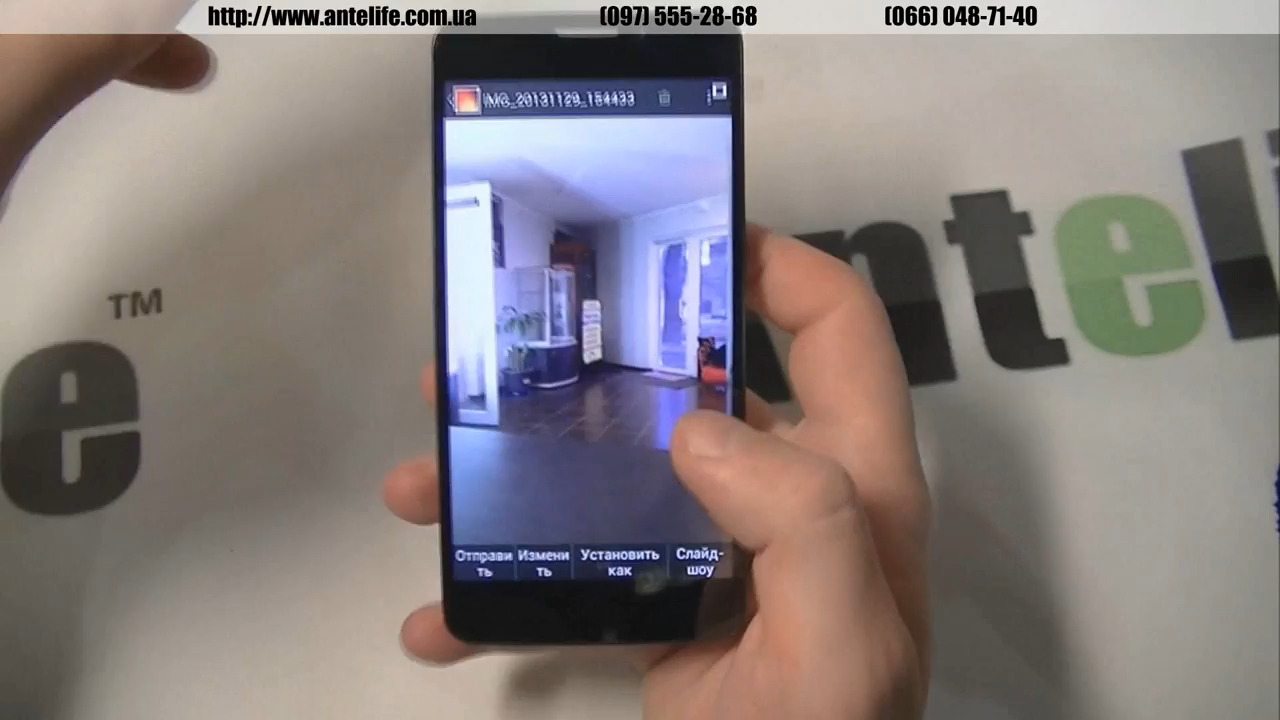 http://www.antelife.com.ua (097) 555-28-68 (066) 048-71-40
IMG_20131129_154433
TM
e
nteli
Отправи
ть
Измени
ть
Установить
как
Слайд-
шоу